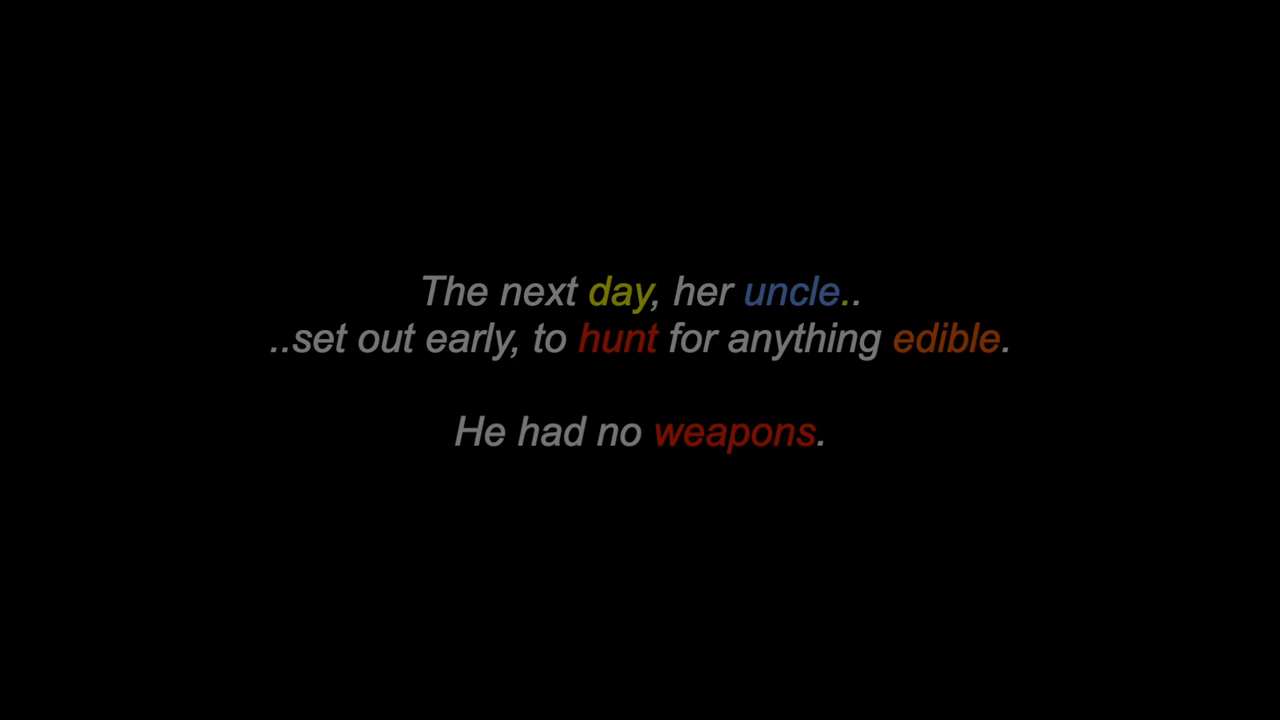 The next day, her uncle..
..set out early, to hunt for anything edible.
He had no weapons.